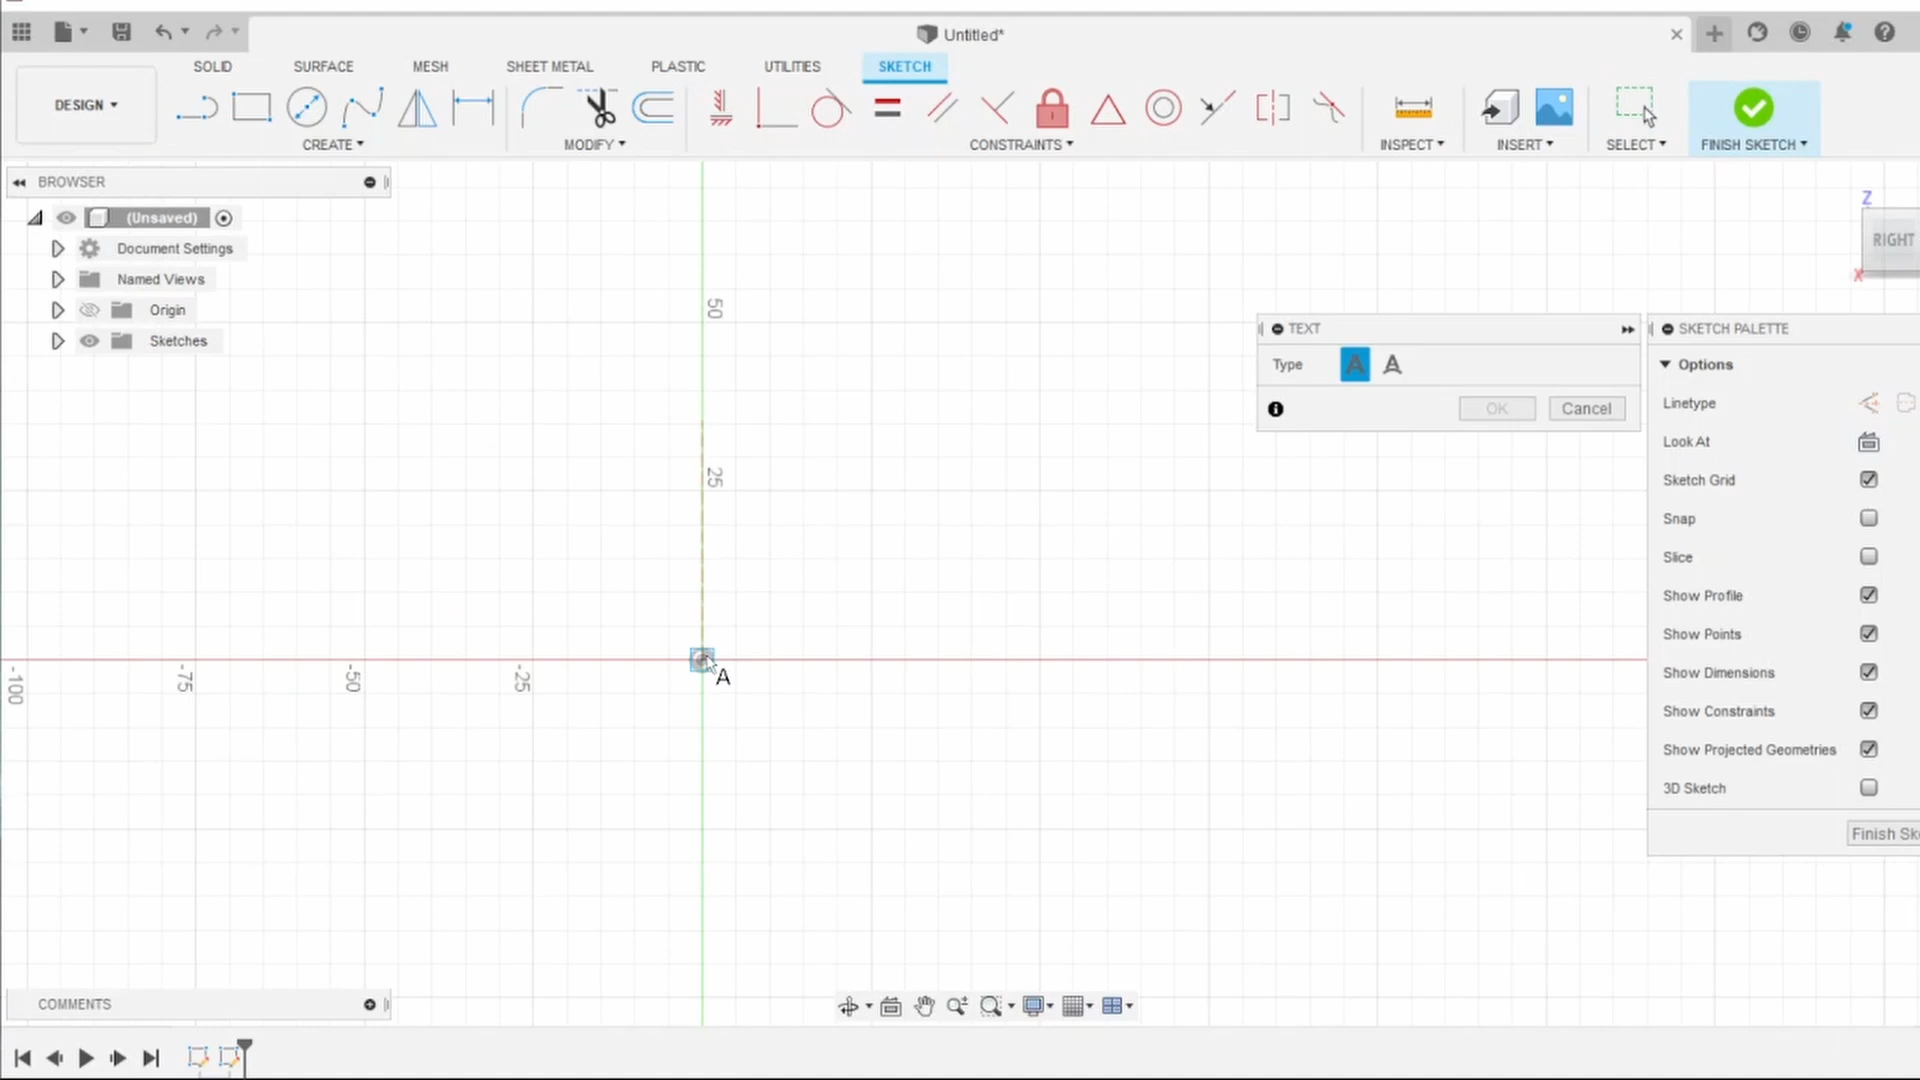 Untitled*
SOLID SURFACE MESH SHEET METAL PLASTIC UTILITIES SKETCH
DESIGN
CREATE MODIFY CONSTRAINTS INSPECT INSERT SELECT FINISH SKETCH
BROWSER
(Unsaved)
Document Settings
Named Views
Origin
Sketches
Z
RIGHT
X
50
25
-25
-50
-75
-100
A
TEXT
Type A A
OK Cancel
SKETCH PALETTE
Options
Linetype
Look At
Sketch Grid
Snap
Slice
Show Profile
Show Points
Show Dimensions
Show Constraints
Show Projected Geometries
3D Sketch
Finish Ske
COMMENTS